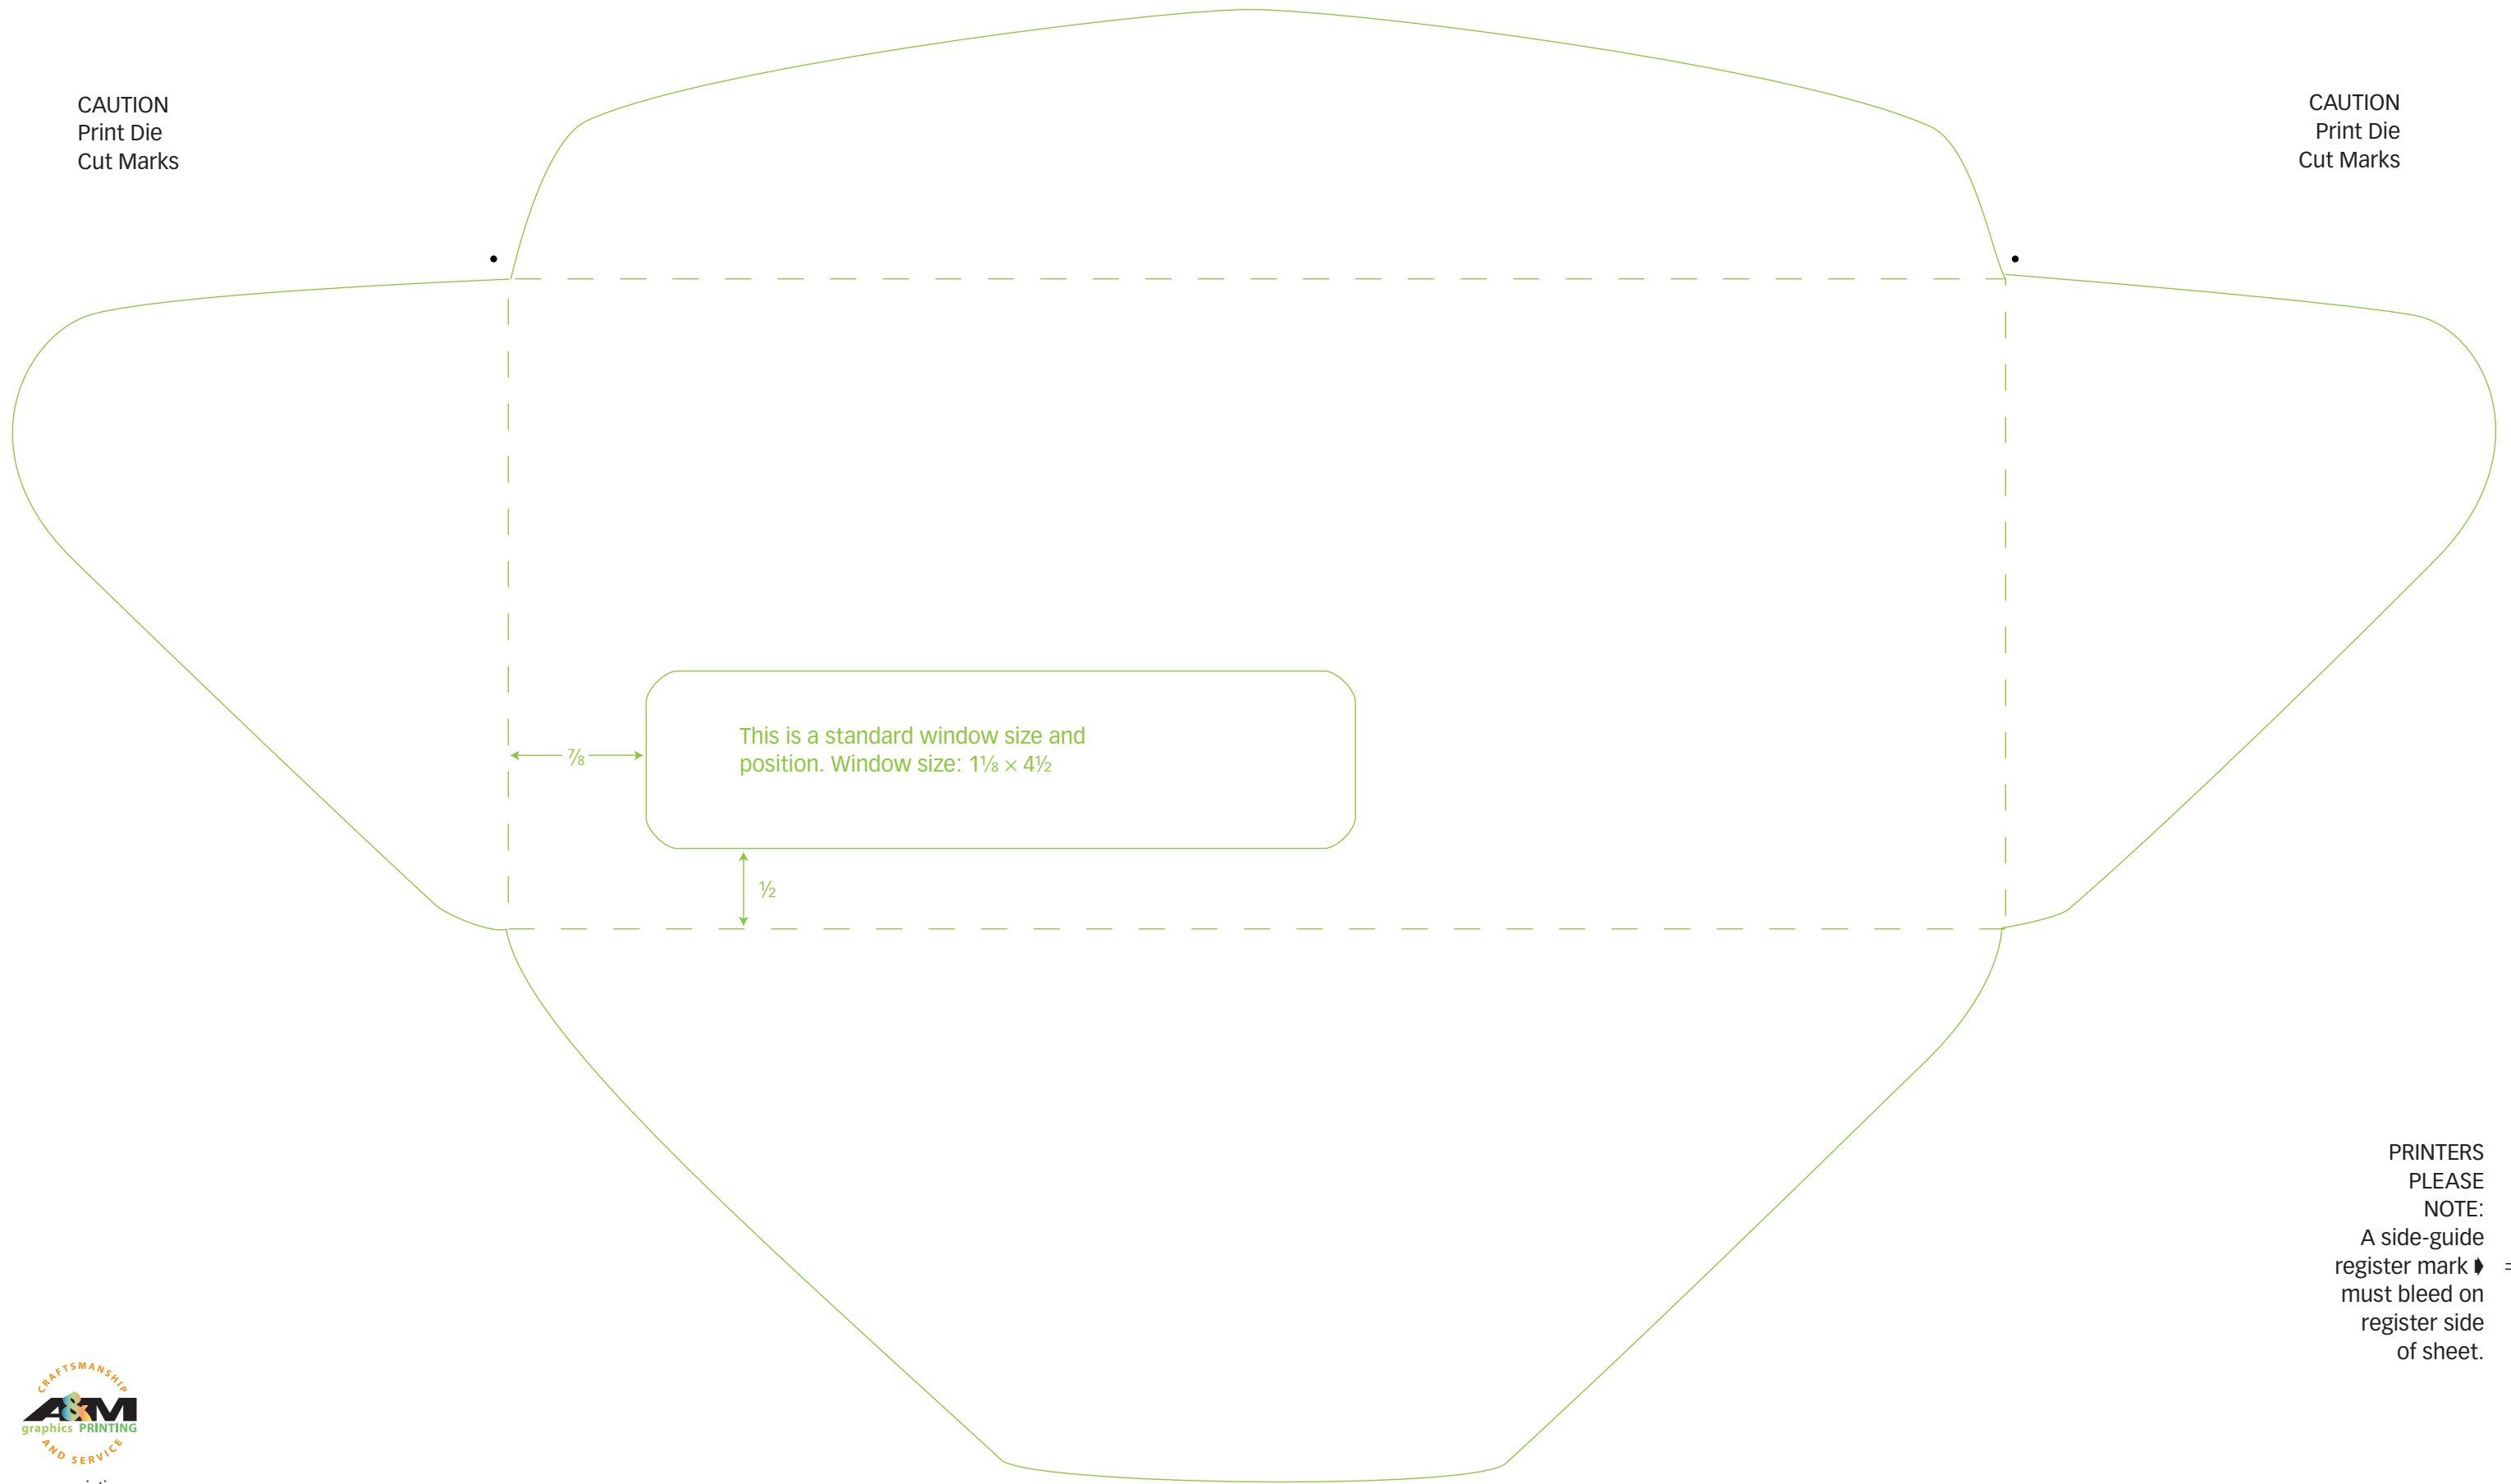 CAUTION
Print Die
Cut Marks
CAUTION
Print Die
Cut Marks
This is a standard window size and
position. Window size: 1⅛ × 4½
⅞
½
PRINTERS
PLEASE
NOTE:
A side-guide
register mark
must bleed on
register side
of sheet.
CRAFTSMANSHIP
A&M
graphics PRINTING
AND SERVICE